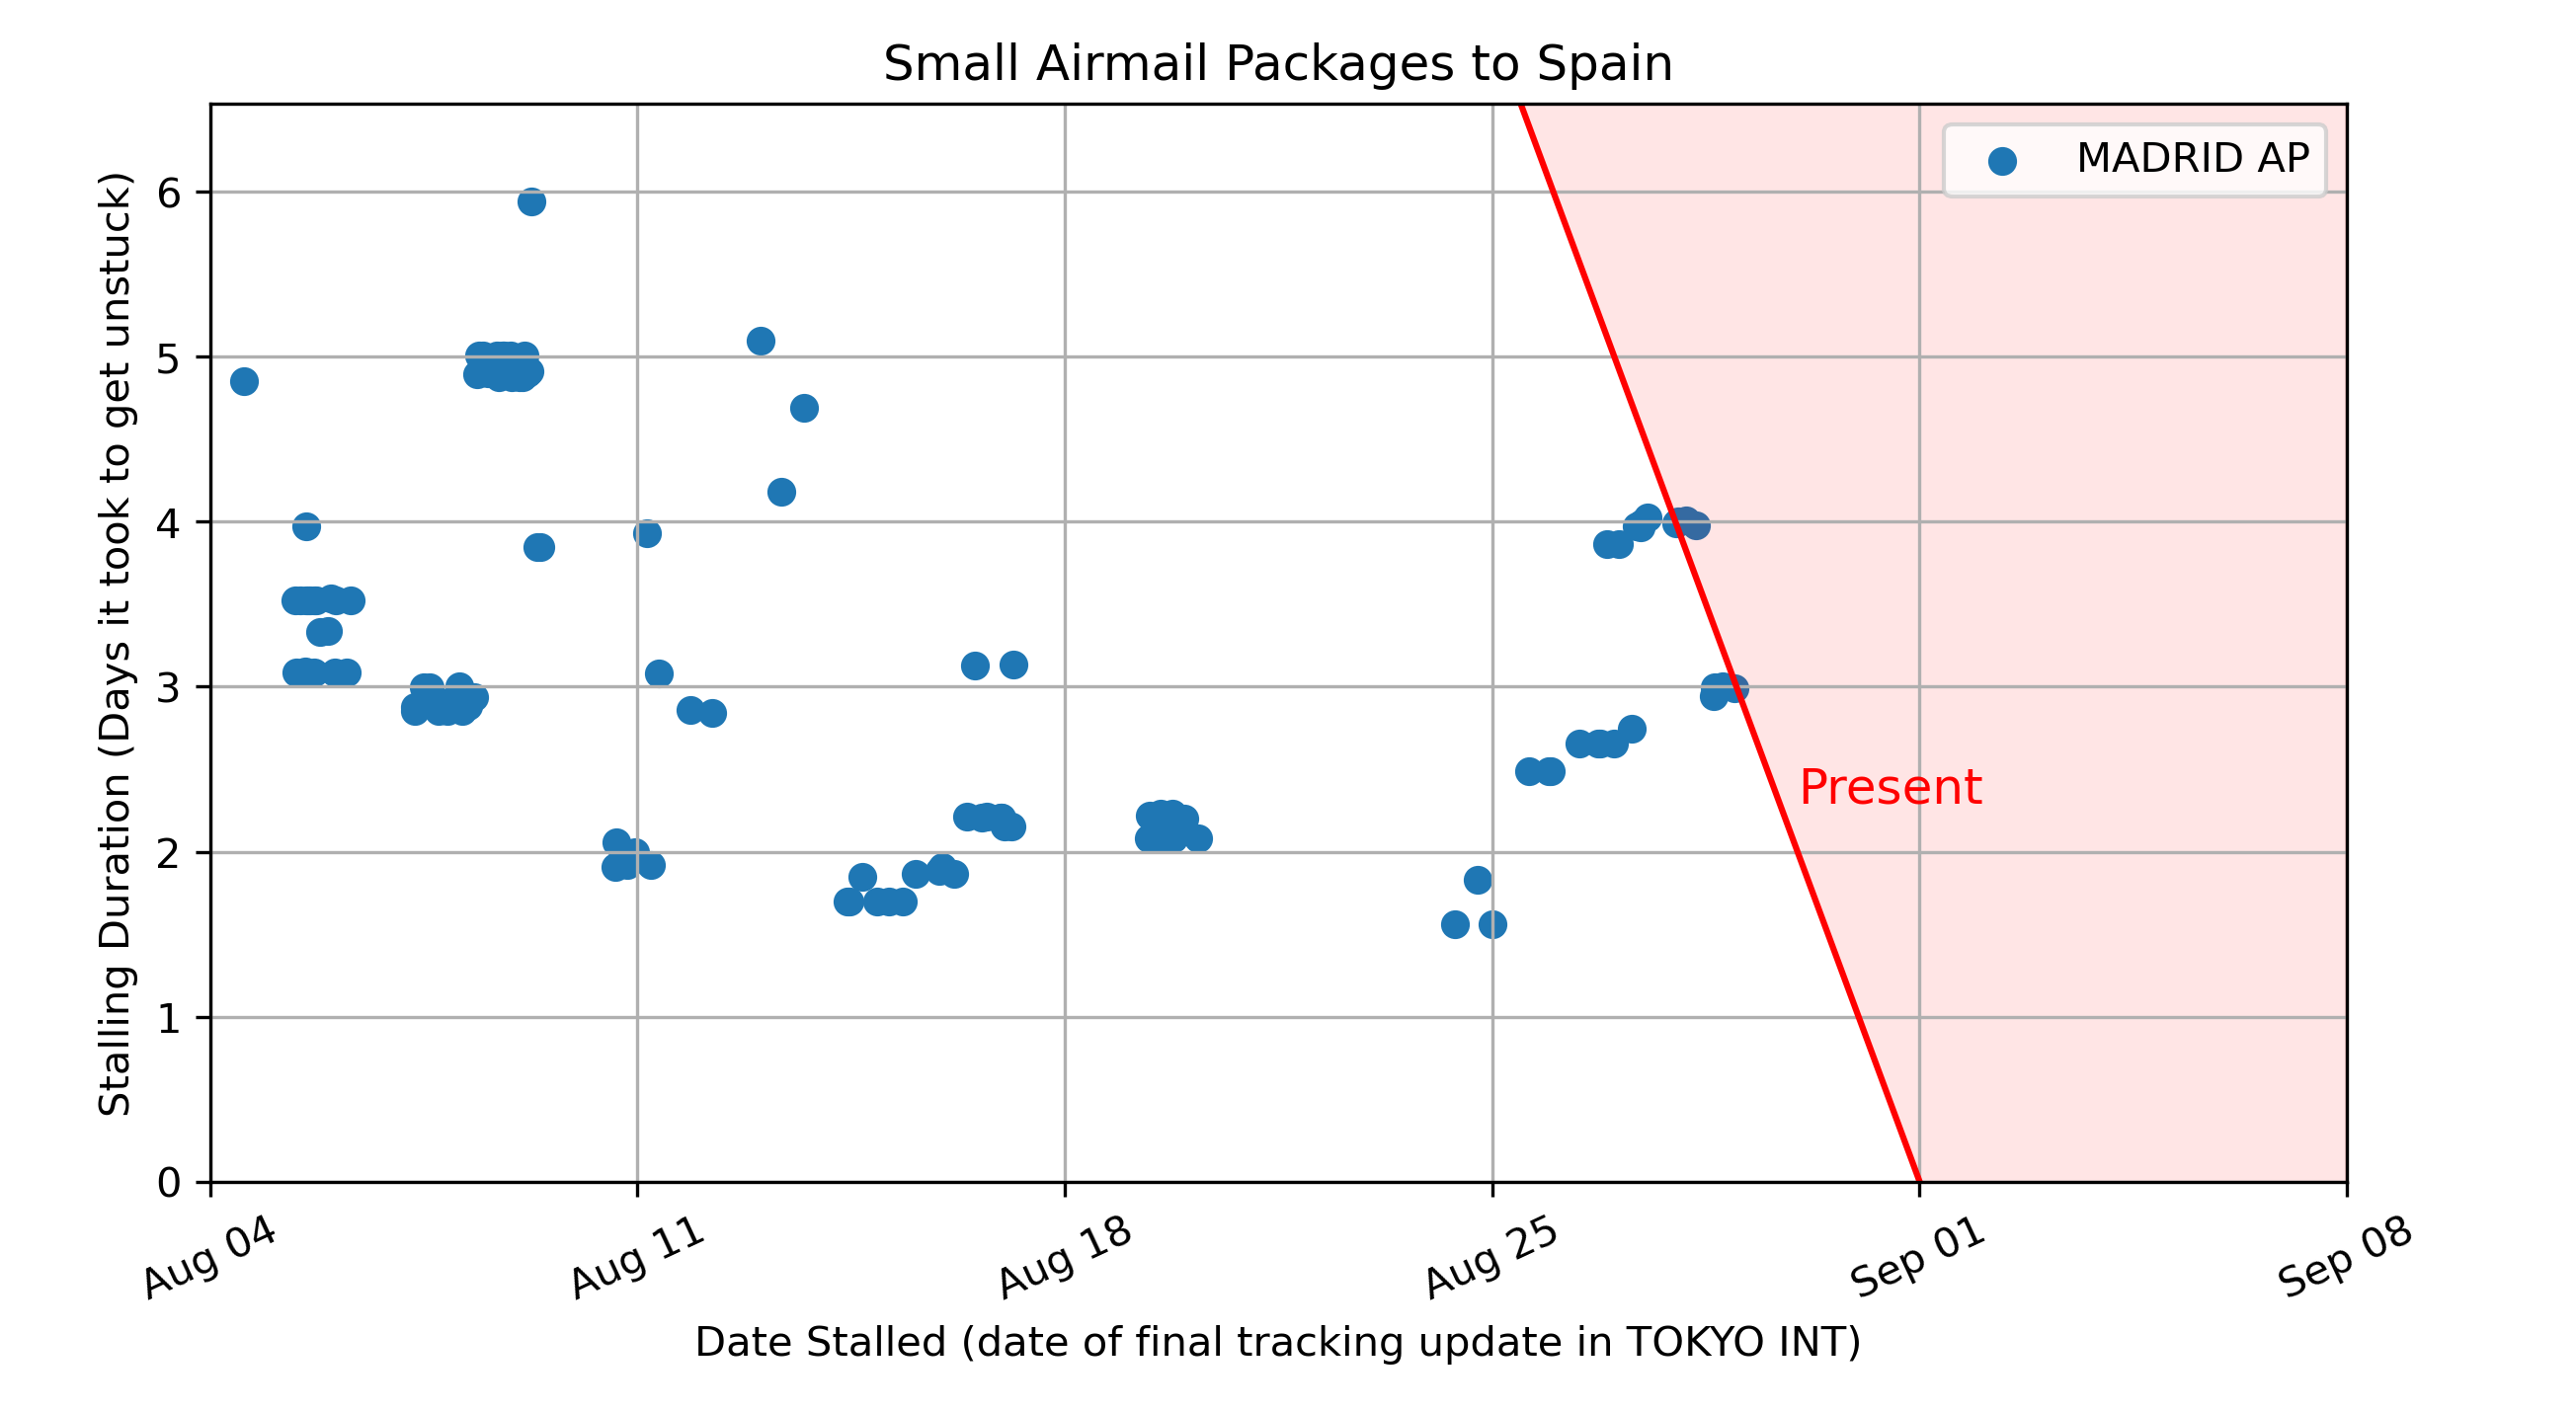 Small Airmail Packages to Spain
MADRID AP
Stalling Duration (Days it took to get unstuck)
6
5
4
3
2
1
0
Present
Aug 04
Aug 11
Aug 18
Aug 25
Sep 01
Sep 08
Date Stalled (date of final tracking update in TOKYO INT)